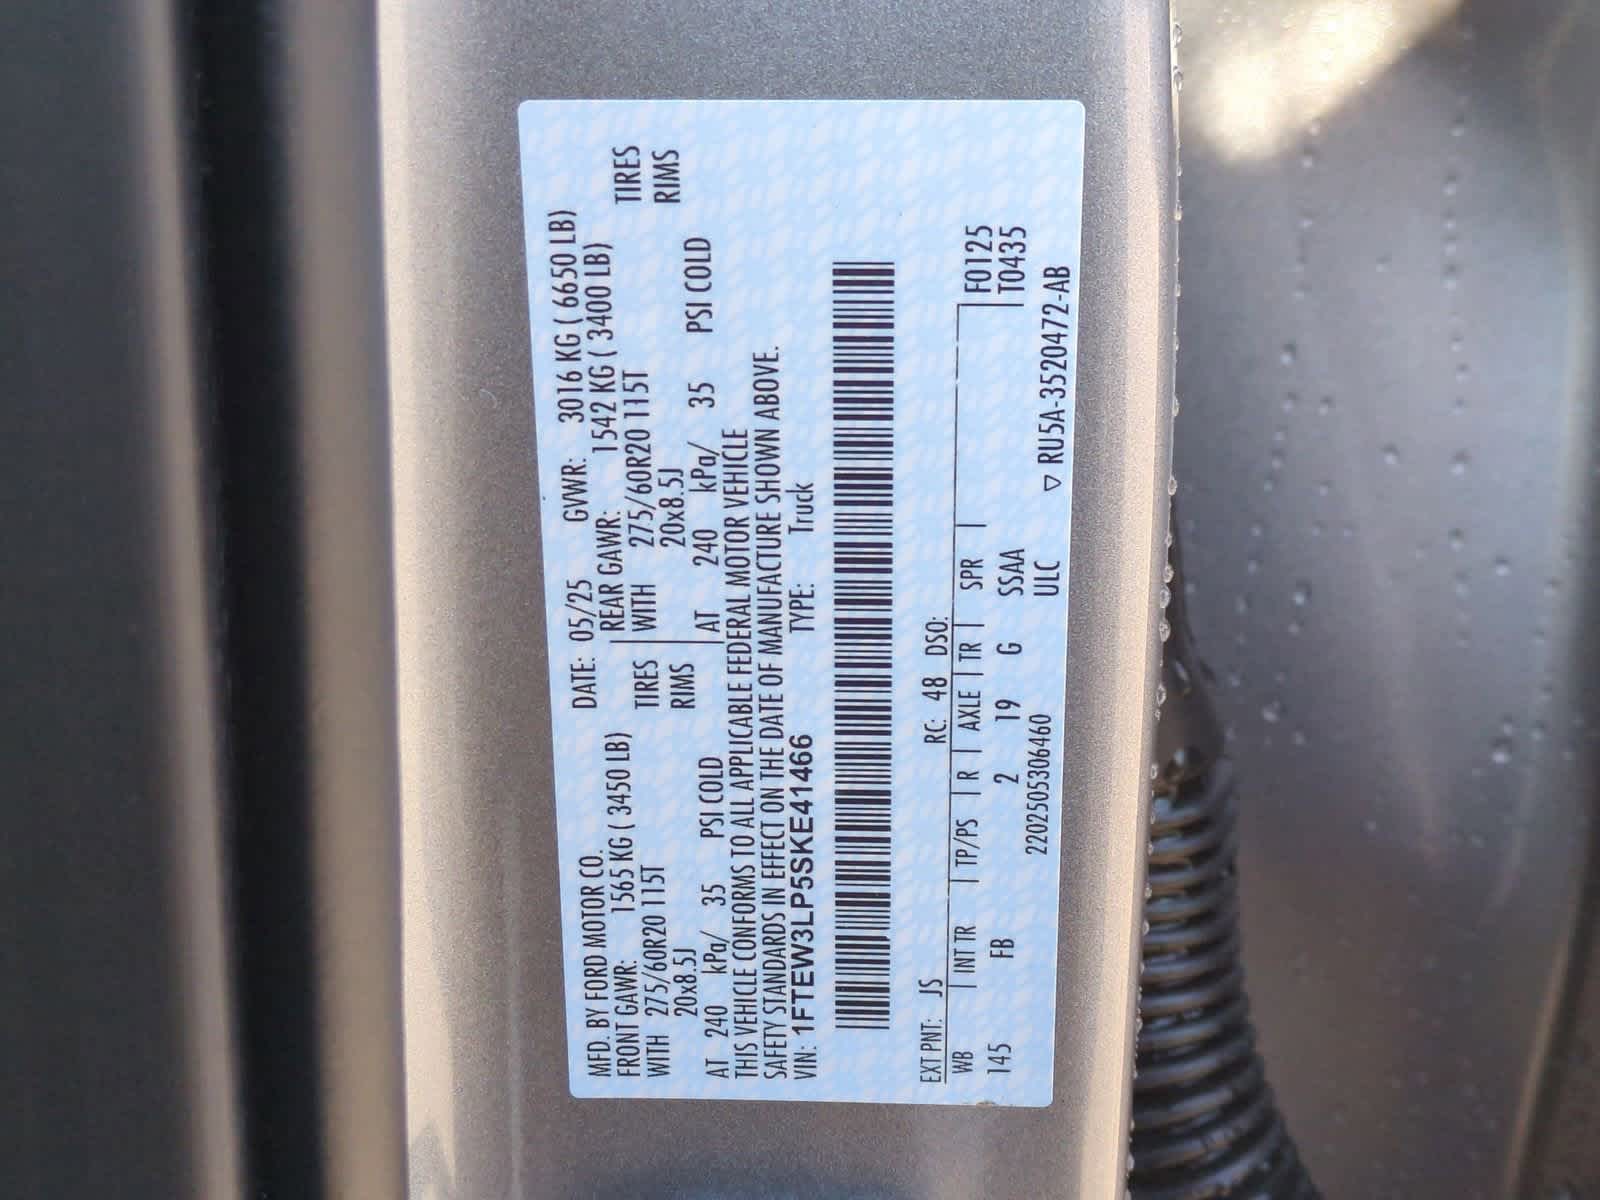 MFD. BY FORD MOTOR CO. DATE: 05/25 GVWR: 3016 KG ( 6650 LB)
FRONT GAWR: 1565 KG ( 3450 LB) REAR GAWR: 1542 KG ( 3400 LB)
WITH 275/60R20 115T TIRES WITH 275/60R20 115T TIRES
20x8.5J RIMS 20x8.5J RIMS
AT 240 kPa/ 35 PSI COLD AT 240 kPa/ 35 PSI COLD
THIS VEHICLE CONFORMS TO ALL APPLICABLE FEDERAL MOTOR VEHICLE
SAFETY STANDARDS IN EFFECT ON THE DATE OF MANUFACTURE SHOWN ABOVE.
VIN: 1FTEW3LP5SKE41466 TYPE: Truck
EXT PNT: JS RC: 48 DSO:
WB INT TR TP/PS R AXLE TR SPR F0125
145 FB 2 19 G SSAA T0435
2202505306460 ULC ▽ RU5A-3520472-AB